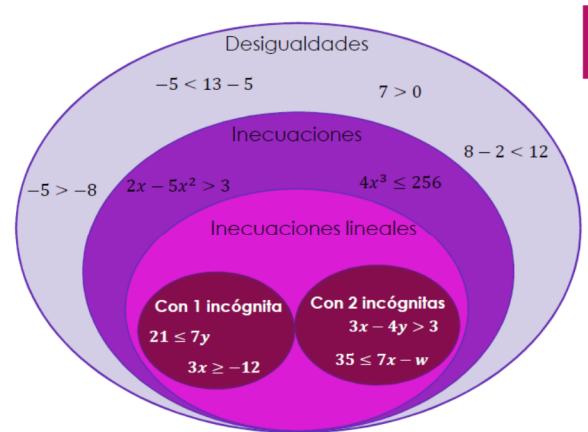 Desigualdades
−5 < 13 − 5
7 > 0
Inecuaciones
8 − 2 < 12
−5 > −8
2x − 5x² > 3
4x³ ≤ 256
Inecuaciones lineales
Con 1 incógnita
21 ≤ 7y
3x ≥ −12
Con 2 incógnitas
3x − 4y > 3
35 ≤ 7x − w